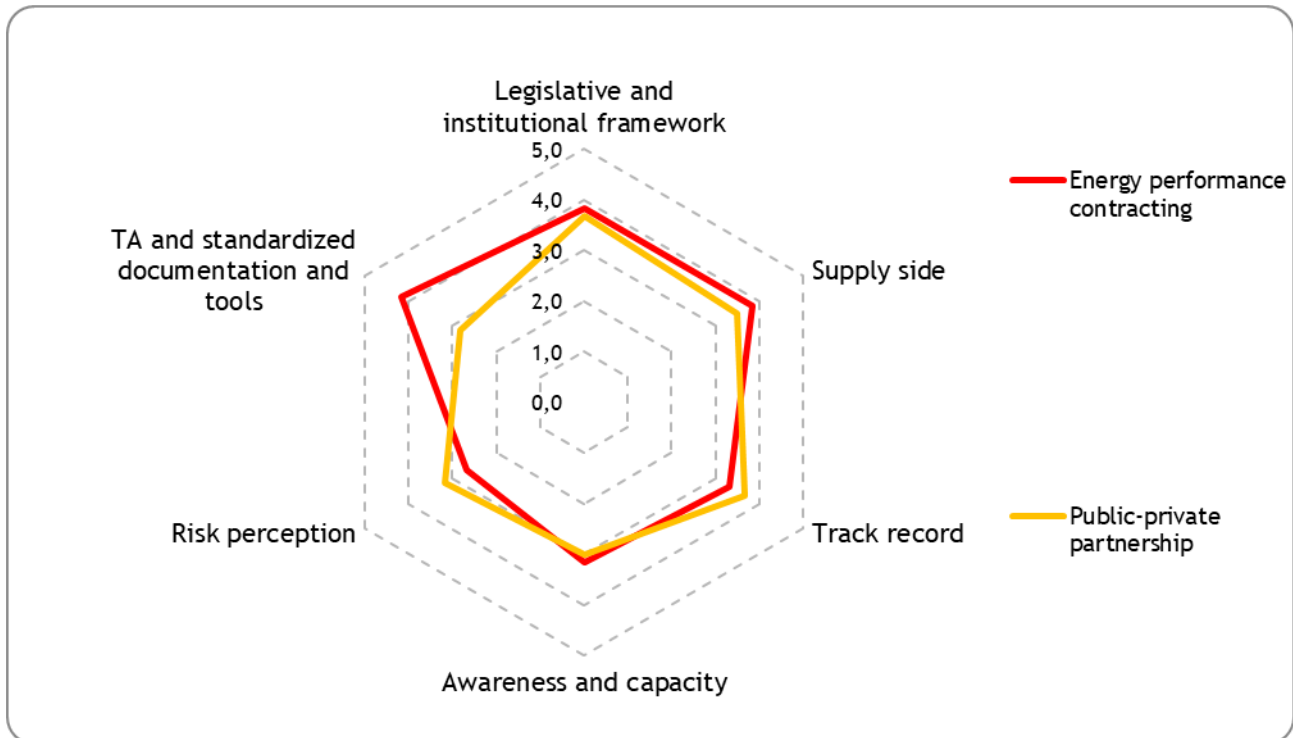 Legislative and
institutional framework
5,0
4,0
3,0
2,0
1,0
0,0
TA and standardized
documentation and
tools
Supply side
Risk perception
Track record
Awareness and capacity
Energy performance
contracting
Public-private
partnership